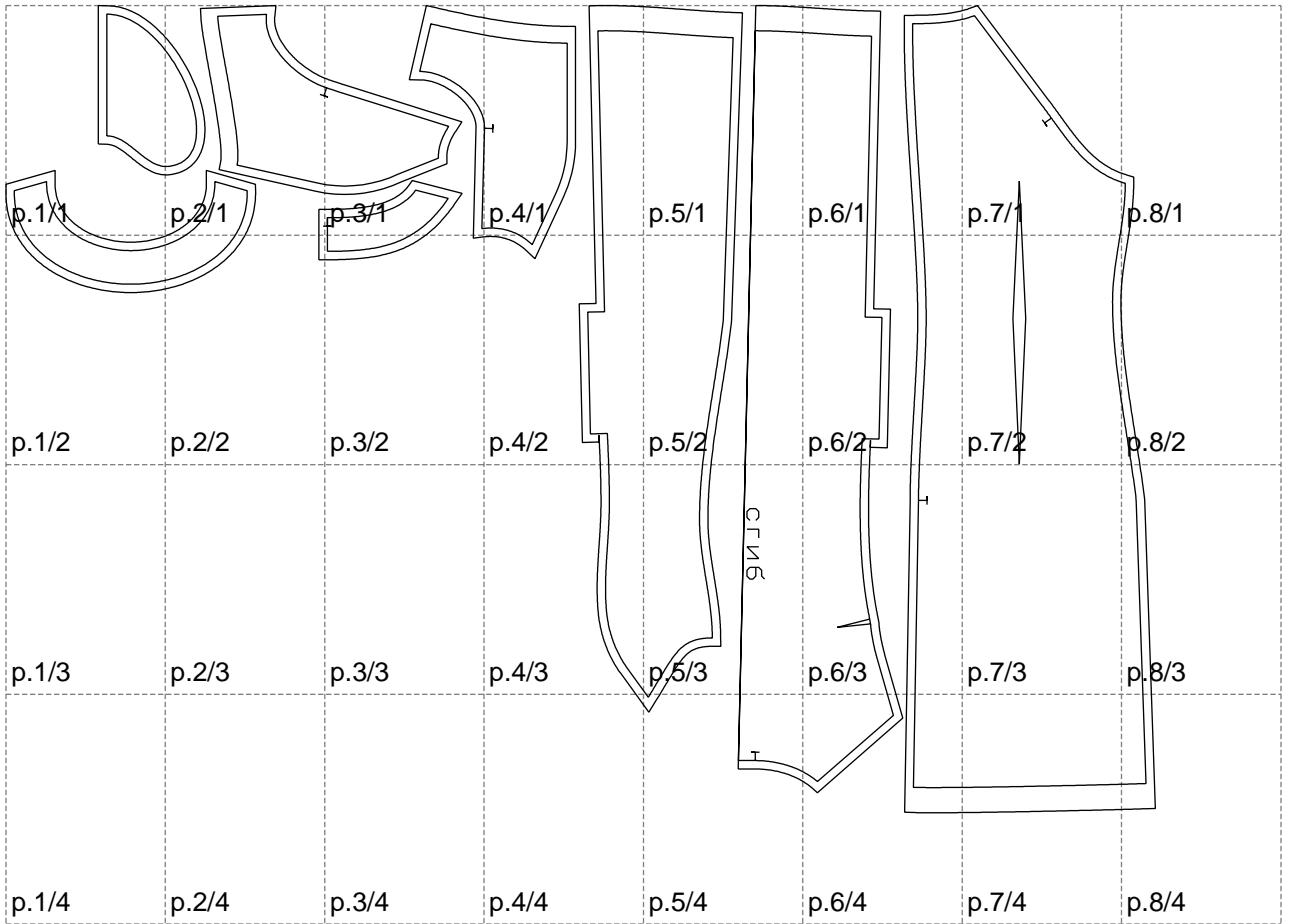 p.1/1 p.2/1 p.3/1 p.4/1 p.5/1 p.6/1 p.7/1 p.8/1
p.1/2 p.2/2 p.3/2 p.4/2 p.5/2 p.6/2 p.7/2 p.8/2
СГИБ
p.1/3 p.2/3 p.3/3 p.4/3 p.5/3 p.6/3 p.7/3 p.8/3
p.1/4 p.2/4 p.3/4 p.4/4 p.5/4 p.6/4 p.7/4 p.8/4